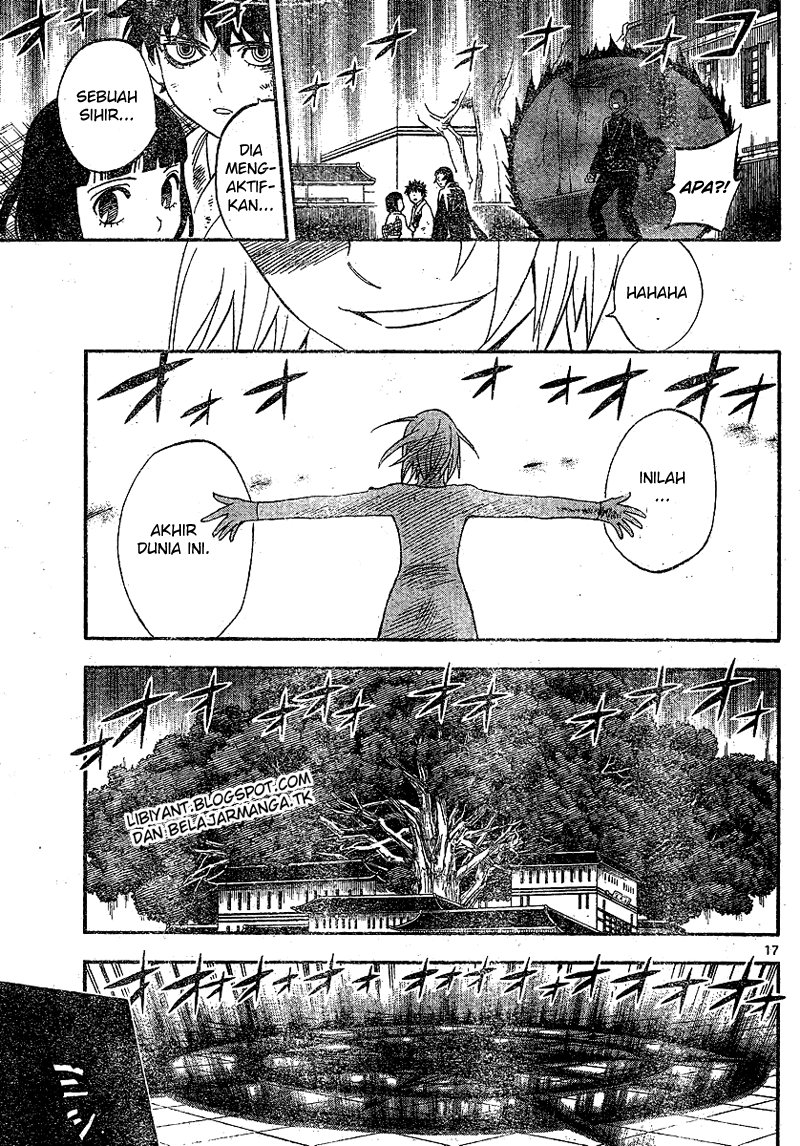 APA?!
DIA
MENG-
AKTIF-
KAN...
SEBUAH
SIHIR...
HAHAHA
INILAH
...
AKHIR
DUNIA INI.
LIBIYANT.BLOGSPOT.COM
DAN BELAJARMANGA.TK
17